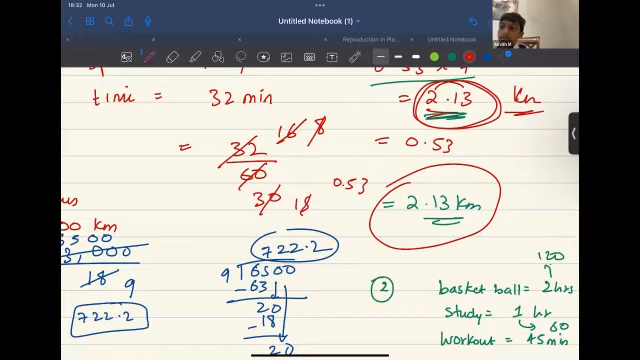 18:32 Mon 10 Jul
Untitled Notebook (1)
Reproduction in Pla...
Untitled Notebook
Advith M
time = 32 min
= 2.13 Km
= 32 16 8
60
30 15
= 0.53
0.53
= 2.13 Km
00 km
722.2
9 6500
- 63
20
- 18
20
18 9
722.2
2
120
basket ball = 2 hrs
study = 1 hr
60
workout = 45 min